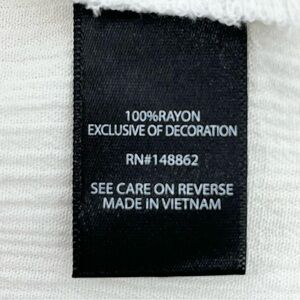 100%RAYON
EXCLUSIVE OF DECORATION
RN#148862
SEE CARE ON REVERSE
MADE IN VIETNAM